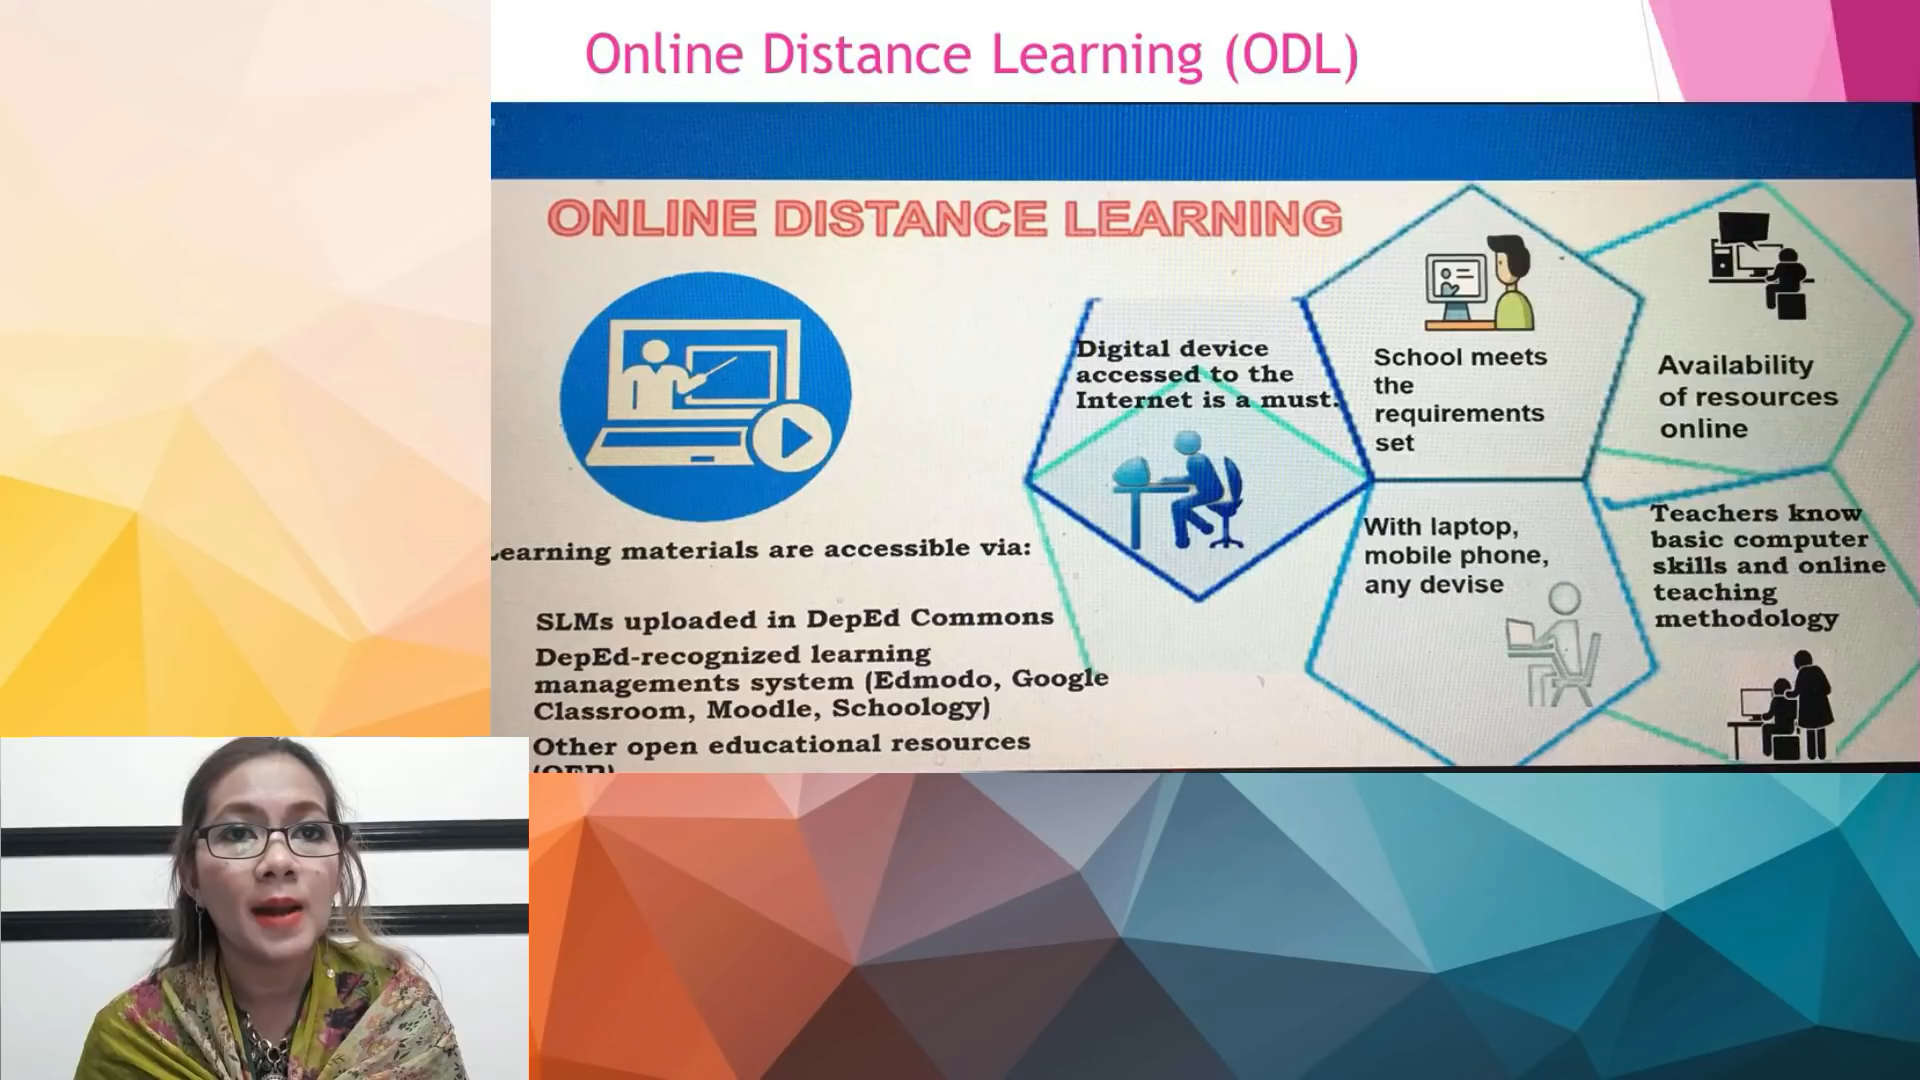 Online Distance Learning (ODL)
ONLINE DISTANCE LEARNING
Digital device
accessed to the
Internet is a must.
School meets
the
requirements
set
Availability
of resources
online
With laptop,
mobile phone,
any devise
Teachers know
basic computer
skills and online
teaching
methodology
Learning materials are accessible via:
SLMs uploaded in DepEd Commons
DepEd-recognized learning
managements system (Edmodo, Google
Classroom, Moodle, Schoology)
Other open educational resources
(OER)